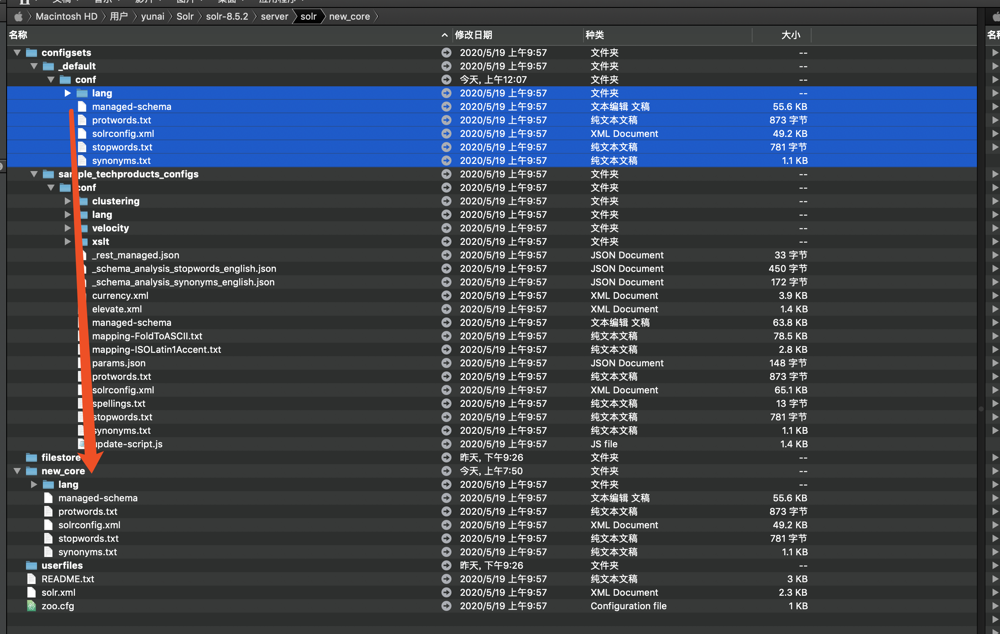 Macintosh HD 用户 yunai Solr solr-8.5.2 server solr new_core
名称 修改日期 种类 大小
configsets 2020/5/19 上午9:57 文件夹 --
_default 2020/5/19 上午9:57 文件夹 --
conf 今天, 上午12:07 文件夹 --
lang 2020/5/19 上午9:57 文件夹 --
managed-schema 2020/5/19 上午9:57 文本编辑 文稿 55.6 KB
protwords.txt 2020/5/19 上午9:57 纯文本文稿 873 字节
solrconfig.xml 2020/5/19 上午9:57 XML Document 49.2 KB
stopwords.txt 2020/5/19 上午9:57 纯文本文稿 781 字节
synonyms.txt 2020/5/19 上午9:57 纯文本文稿 1.1 KB
sample_techproducts_configs 2020/5/19 上午9:57 文件夹 --
conf 2020/5/19 上午9:57 文件夹 --
clustering 2020/5/19 上午9:57 文件夹 --
lang 2020/5/19 上午9:57 文件夹 --
velocity 2020/5/19 上午9:57 文件夹 --
xslt 2020/5/19 上午9:57 文件夹 --
_rest_managed.json 2020/5/19 上午9:57 JSON Document 33 字节
_schema_analysis_stopwords_english.json 2020/5/19 上午9:57 JSON Document 450 字节
_schema_analysis_synonyms_english.json 2020/5/19 上午9:57 JSON Document 172 字节
currency.xml 2020/5/19 上午9:57 XML Document 3.9 KB
elevate.xml 2020/5/19 上午9:57 XML Document 1.4 KB
managed-schema 2020/5/19 上午9:57 文本编辑 文稿 63.8 KB
mapping-FoldToASCII.txt 2020/5/19 上午9:57 纯文本文稿 78.5 KB
mapping-ISOLatin1Accent.txt 2020/5/19 上午9:57 纯文本文稿 2.8 KB
params.json 2020/5/19 上午9:57 JSON Document 148 字节
protwords.txt 2020/5/19 上午9:57 纯文本文稿 873 字节
solrconfig.xml 2020/5/19 上午9:57 XML Document 65.1 KB
spellings.txt 2020/5/19 上午9:57 纯文本文稿 13 字节
stopwords.txt 2020/5/19 上午9:57 纯文本文稿 781 字节
synonyms.txt 2020/5/19 上午9:57 纯文本文稿 1.1 KB
update-script.js 2020/5/19 上午9:57 JS file 1.4 KB
filestore 昨天, 下午9:26 文件夹 --
new_core 今天, 上午7:50 文件夹 --
lang 2020/5/19 上午9:57 文件夹 --
managed-schema 2020/5/19 上午9:57 文本编辑 文稿 55.6 KB
protwords.txt 2020/5/19 上午9:57 纯文本文稿 873 字节
solrconfig.xml 2020/5/19 上午9:57 XML Document 49.2 KB
stopwords.txt 2020/5/19 上午9:57 纯文本文稿 781 字节
synonyms.txt 2020/5/19 上午9:57 纯文本文稿 1.1 KB
userfiles 昨天, 下午9:26 文件夹 --
README.txt 2020/5/19 上午9:57 纯文本文稿 3 KB
solr.xml 2020/5/19 上午9:57 XML Document 2.3 KB
zoo.cfg 2020/5/19 上午9:57 Configuration file 1 KB